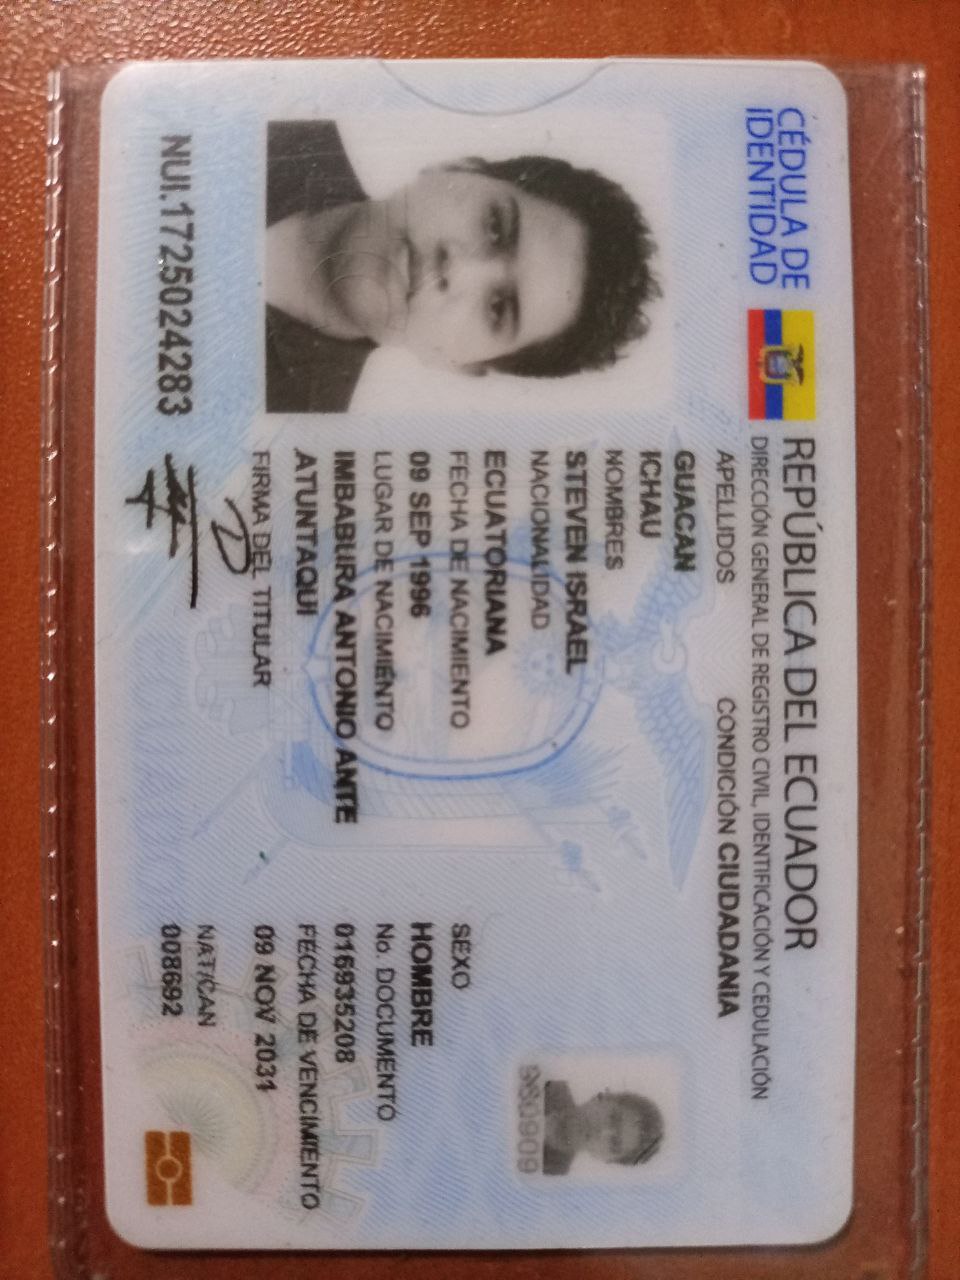 CÉDULA DE
IDENTIDAD
REPÚBLICA DEL ECUADOR
DIRECCIÓN GENERAL DE REGISTRO CIVIL, IDENTIFICACIÓN Y CEDULACIÓN
APELLIDOS
CONDICIÓN CIUDADANIA
GUACAN
ICHAU
NOMBRES
STEVEN ISRAEL
NACIONALIDAD
ECUATORIANA
FECHA DE NACIMIENTO
09 SEP 1996
LUGAR DE NACIMIENTO
IMBABURA ANTONIO ANTE
ATUNTAQUI
FIRMA DEL TITULAR
SEXO
HOMBRE
No. DOCUMENTO
016935208
FECHA DE VENCIMIENTO
09 NOV 2031
NAT/CAN
008692
NUI.1725024283
960909